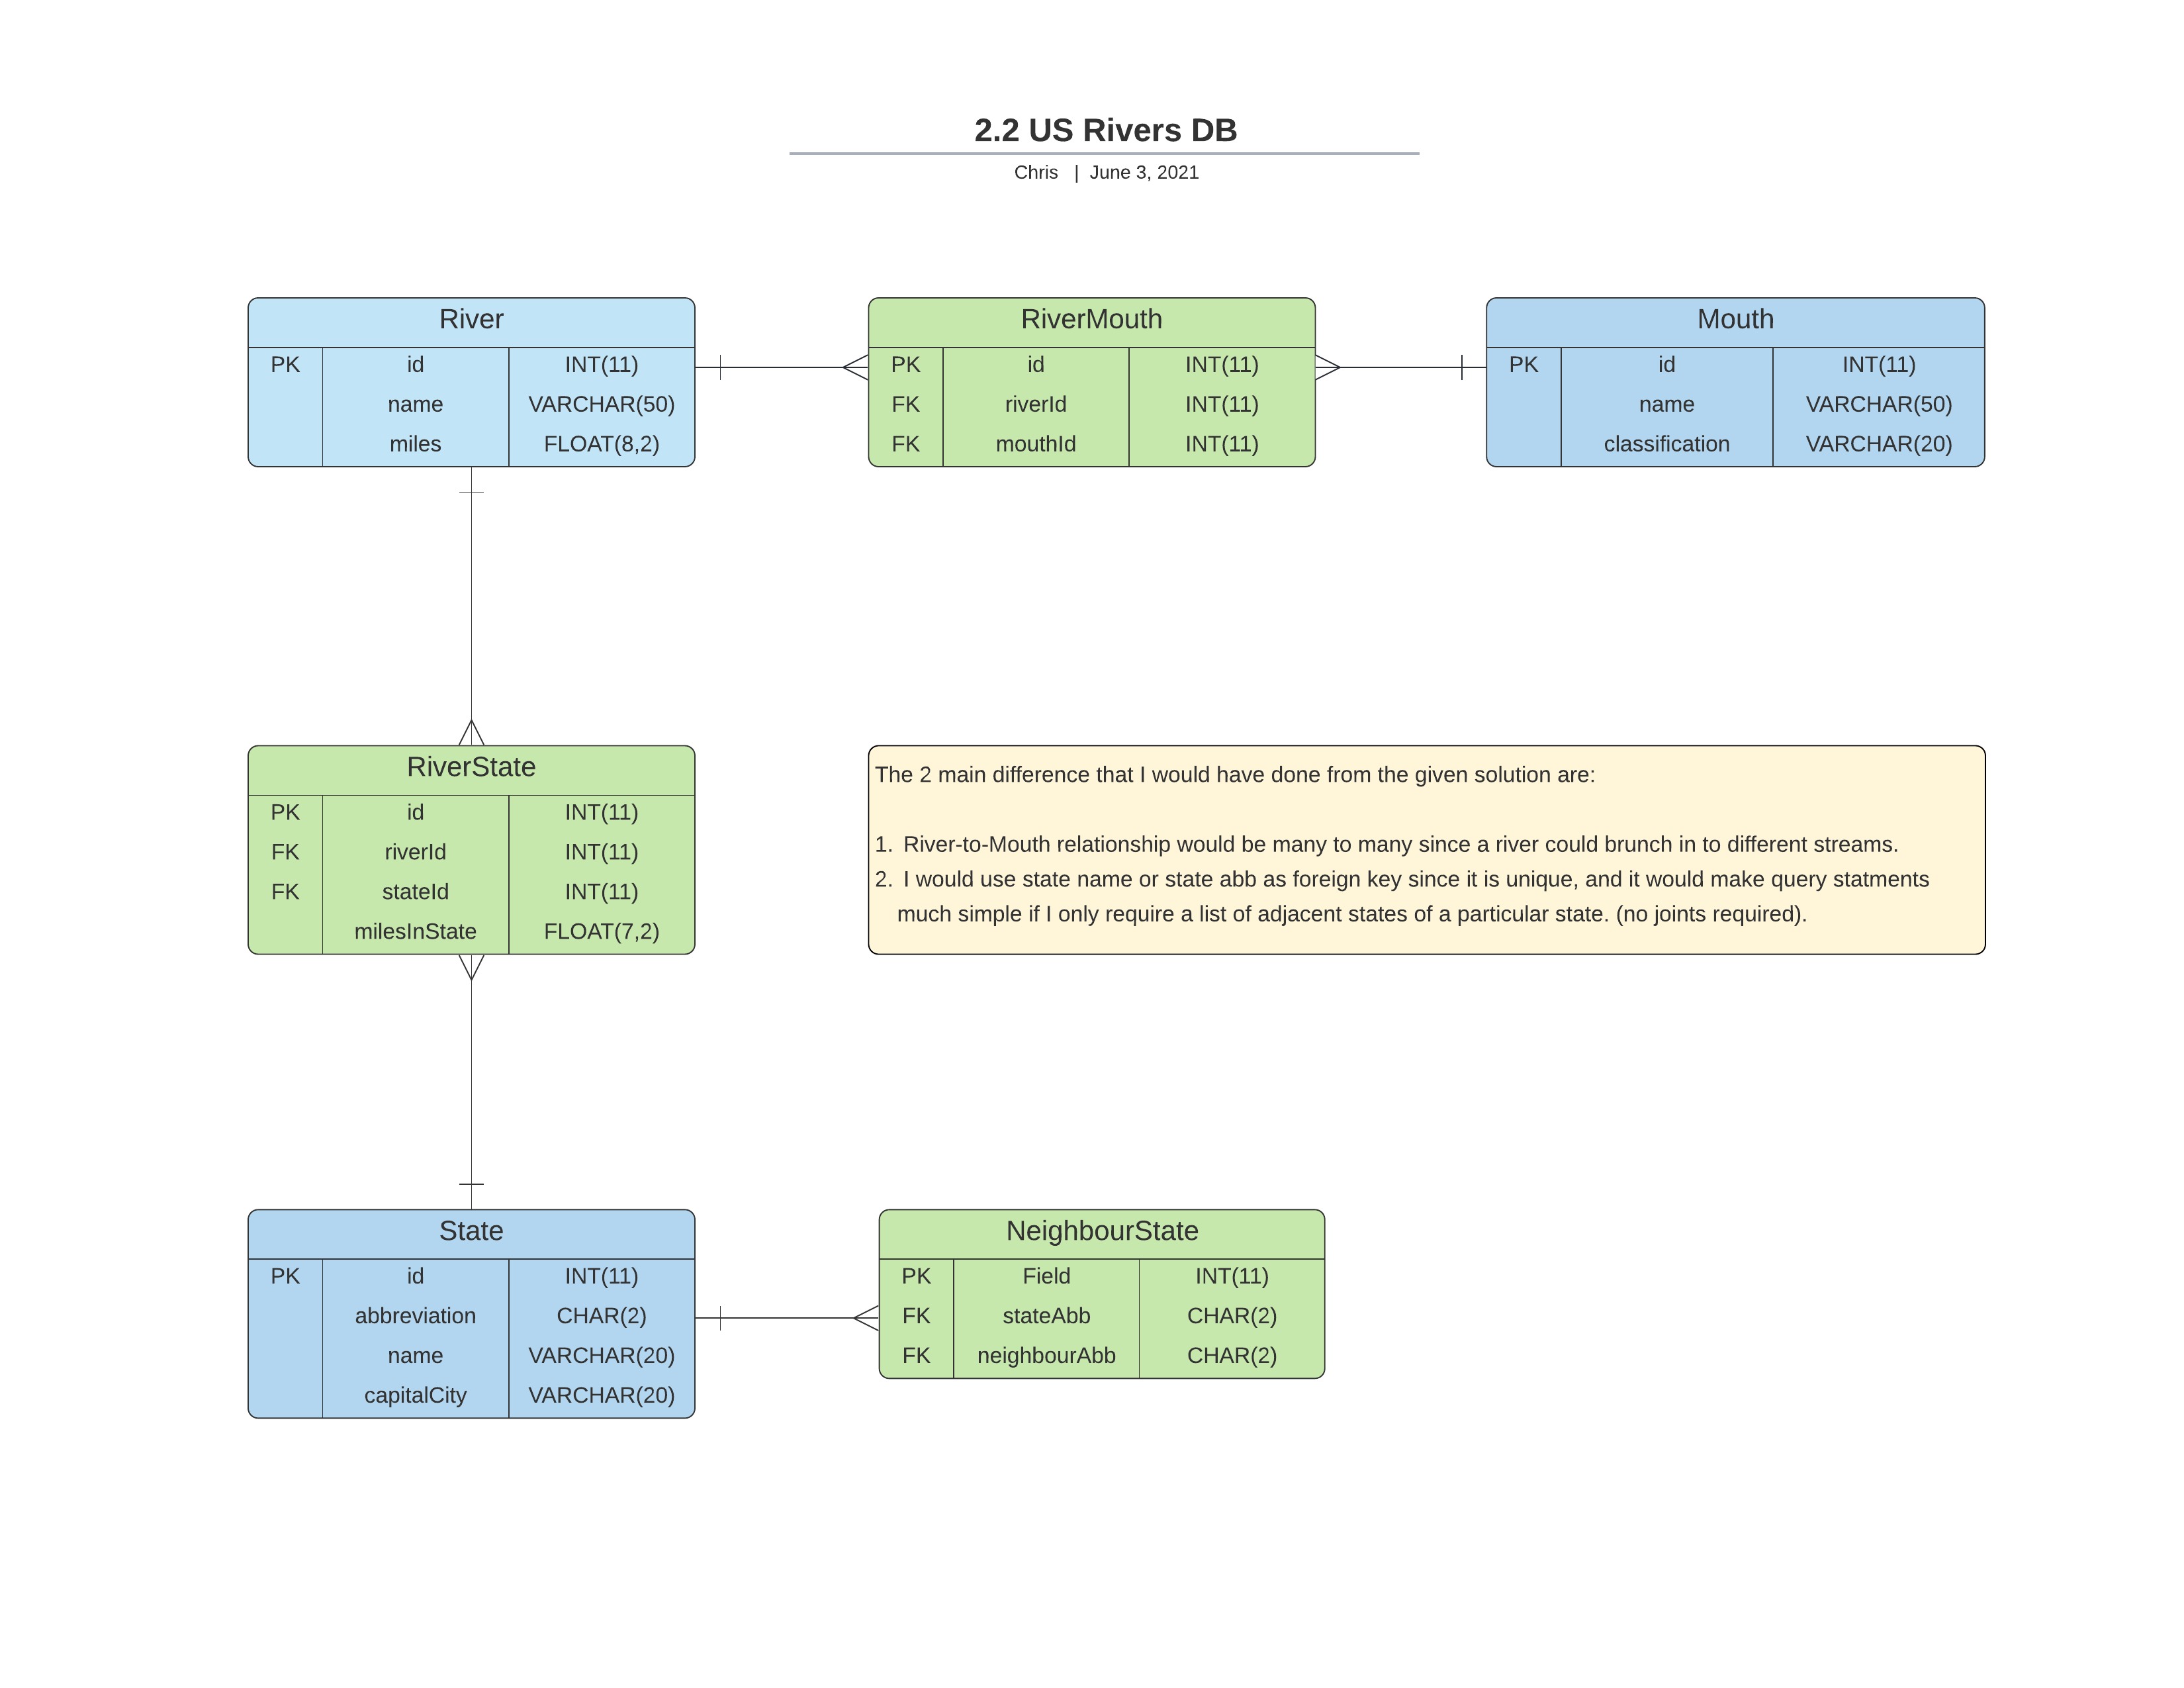 2.2 US Rivers DB
Chris | June 3, 2021
River
PK id INT(11)
name VARCHAR(50)
miles FLOAT(8,2)
RiverMouth
PK id INT(11)
FK riverId INT(11)
FK mouthId INT(11)
Mouth
PK id INT(11)
name VARCHAR(50)
classification VARCHAR(20)
RiverState
PK id INT(11)
FK riverId INT(11)
FK stateId INT(11)
milesInState FLOAT(7,2)
The 2 main difference that I would have done from the given solution are:
1. River-to-Mouth relationship would be many to many since a river could brunch in to different streams.
2. I would use state name or state abb as foreign key since it is unique, and it would make query statments
much simple if I only require a list of adjacent states of a particular state. (no joints required).
State
PK id INT(11)
abbreviation CHAR(2)
name VARCHAR(20)
capitalCity VARCHAR(20)
NeighbourState
PK Field INT(11)
FK stateAbb CHAR(2)
FK neighbourAbb CHAR(2)